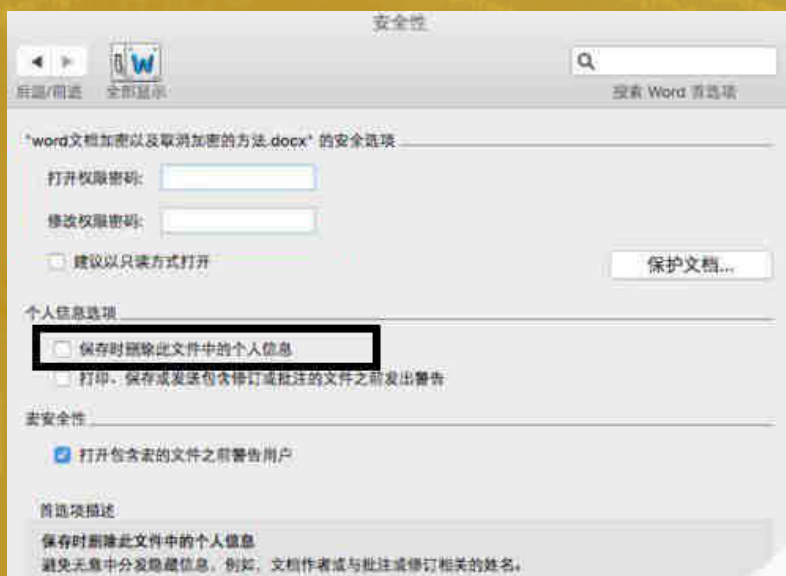 安全性
后退/前进
全部显示
搜索 Word 首选项
"word文档加密以及取消加密的方法.docx" 的安全选项
打开权限密码:
修改权限密码:
建议以只读方式打开
保护文档...
个人信息选项
保存时删除此文件中的个人信息
打印、保存或发送包含修订或批注的文件之前发出警告
宏安全性
打开包含宏的文件之前警告用户
首选项描述
保存时删除此文件中的个人信息
避免无意中分发隐藏信息，例如，文档作者或与批注或修订相关的姓名。